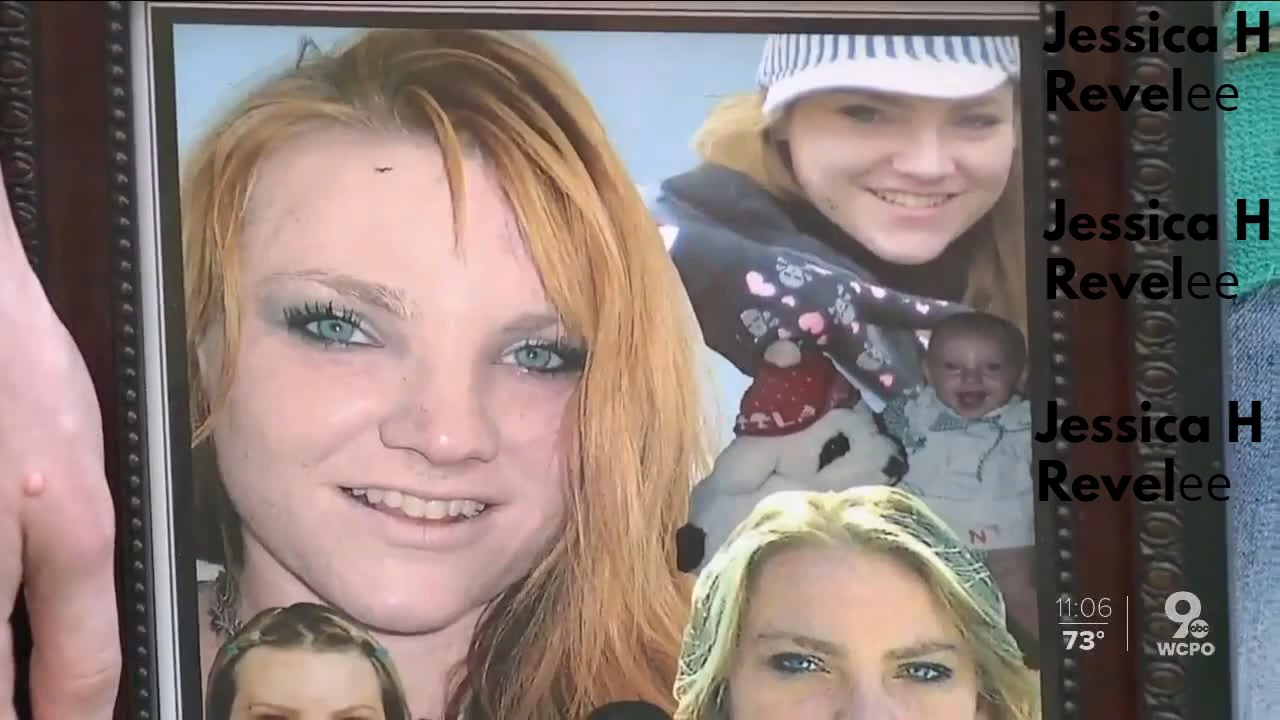 Jessica H
Revelee
Jessica H
Revelee
Jessica H
Revelee
11:06
73°
9
abc
WCPO